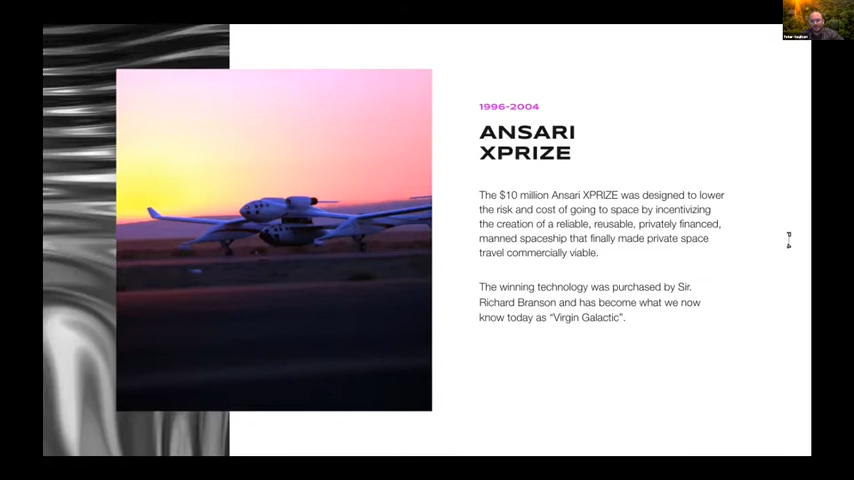 1996-2004
ANSARI
XPRIZE
The $10 million Ansari XPRIZE was designed to lower
the risk and cost of going to space by incentivizing
the creation of a reliable, reusable, privately financed,
manned spaceship that finally made private space
travel commercially viable.
The winning technology was purchased by Sir.
Richard Branson and has become what we now
know today as “Virgin Galactic”.
P—4